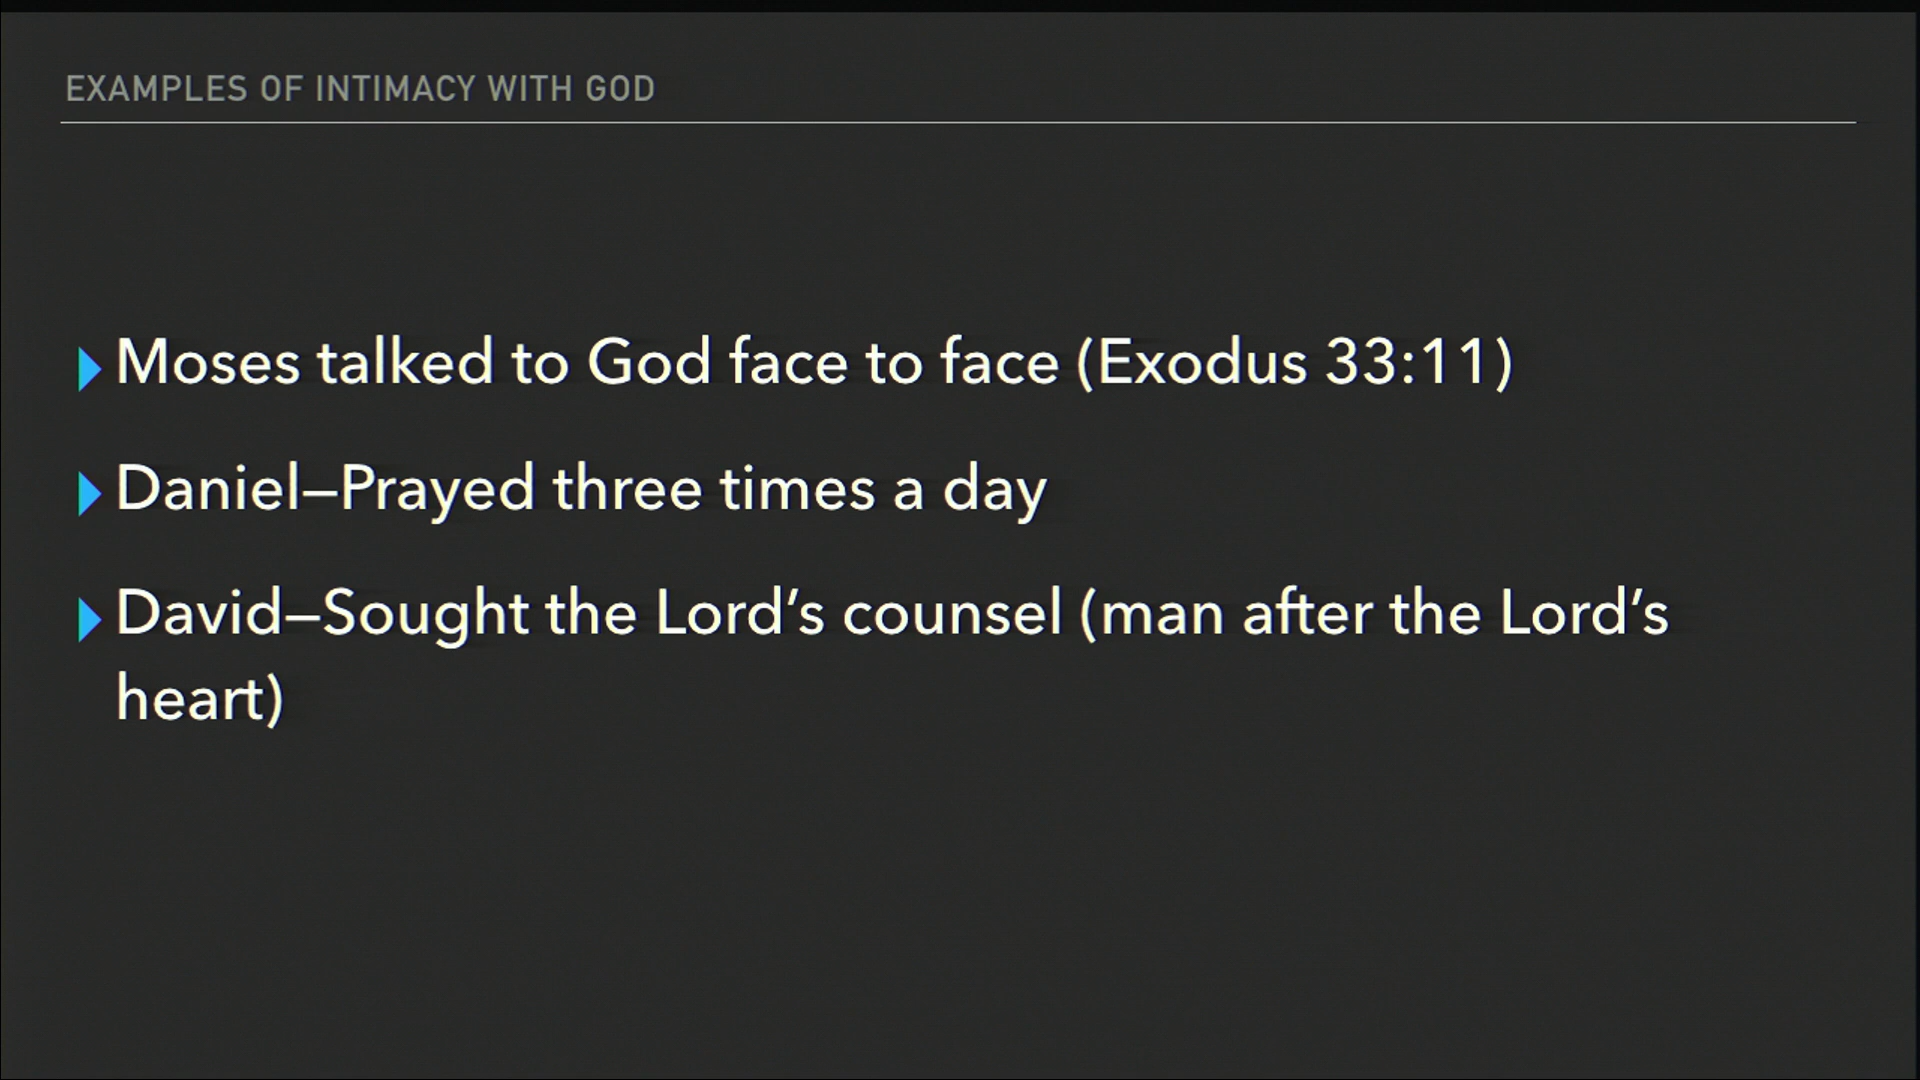 EXAMPLES OF INTIMACY WITH GOD
Moses talked to God face to face (Exodus 33:11)
Daniel—Prayed three times a day
David—Sought the Lord’s counsel (man after the Lord’s
heart)